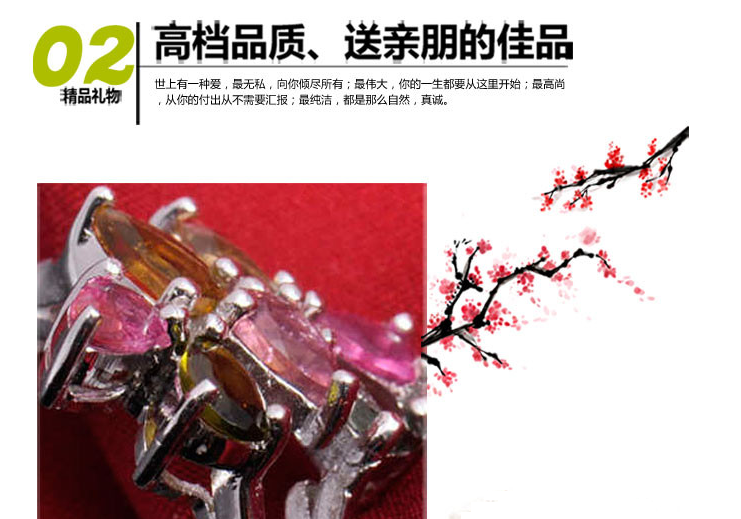 02
精品礼物
高档品质、送亲朋的佳品
世上有一种爱，最无私，向你倾尽所有；最伟大，你的一生都要从这里开始；最高尚
，从你的付出从不需要汇报；最纯洁，都是那么自然，真诚。